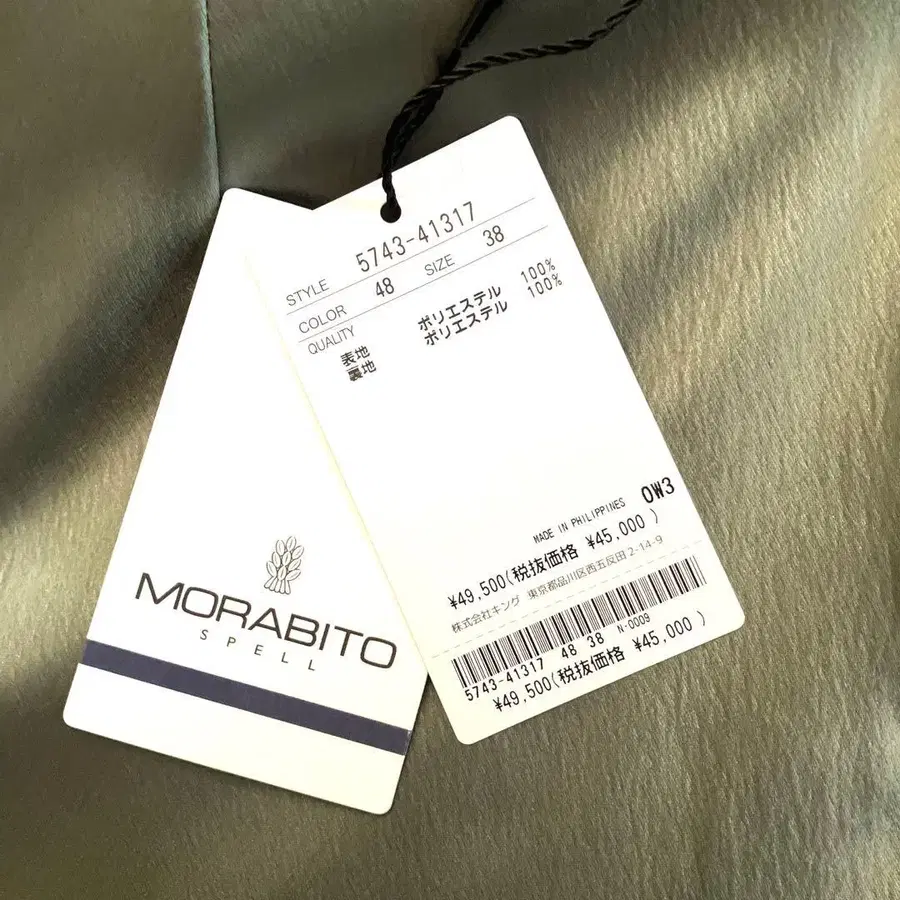 MORABITO
SPELL
STYLE 5743-41317
COLOR 48 SIZE 38
QUALITY
表地 ポリエステル 100%
裏地 ポリエステル 100%
MADE IN PHILIPPINES 0W3
¥49,500(税抜価格 ¥45,000 )
株式会社キング 東京都品川区西五反田 2-14-9
5743-41317 48 38 N-0009
¥49,500(税抜価格 ¥45,000 )